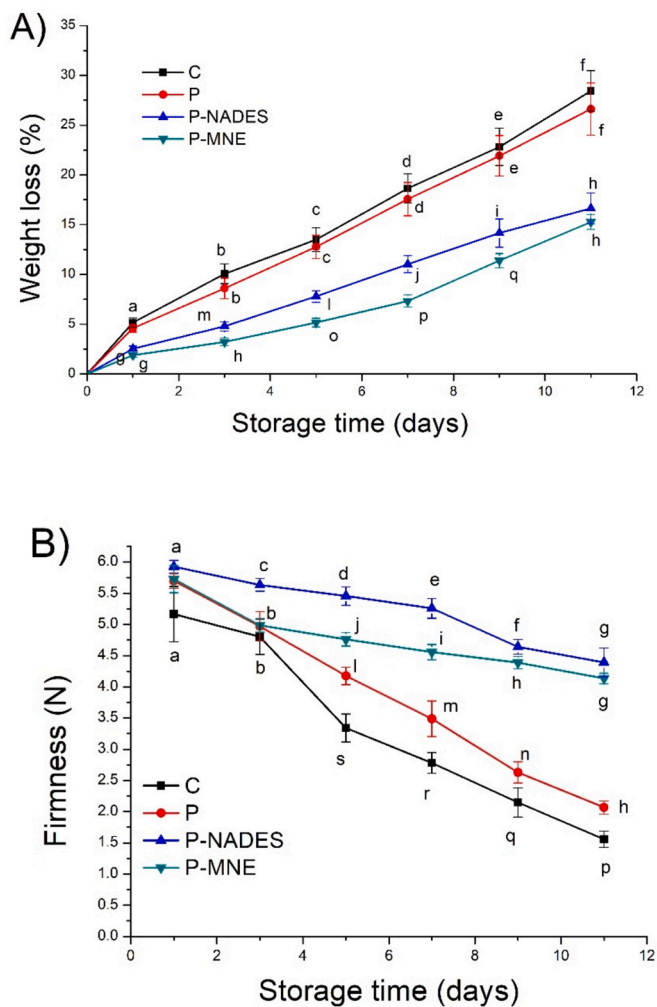 A)
C
P
P-NADES
P-MNE
Weight loss (%)
35
30
25
20
15
10
5
0
a
b
c
d
e
f
f
e
d
c
b
g
g
m
l
j
i
h
h
o
p
q
h
0 2 4 6 8 10 12
Storage time (days)
B)
Firmness (N)
6.0
5.5
5.0
4.5
4.0
3.5
3.0
2.5
2.0
1.5
1.0
0.5
0.0
a
c
d
e
f
g
a
b
b
j
i
h
g
l
m
n
h
s
r
q
p
C
P
P-NADES
P-MNE
0 2 4 6 8 10 12
Storage time (days)